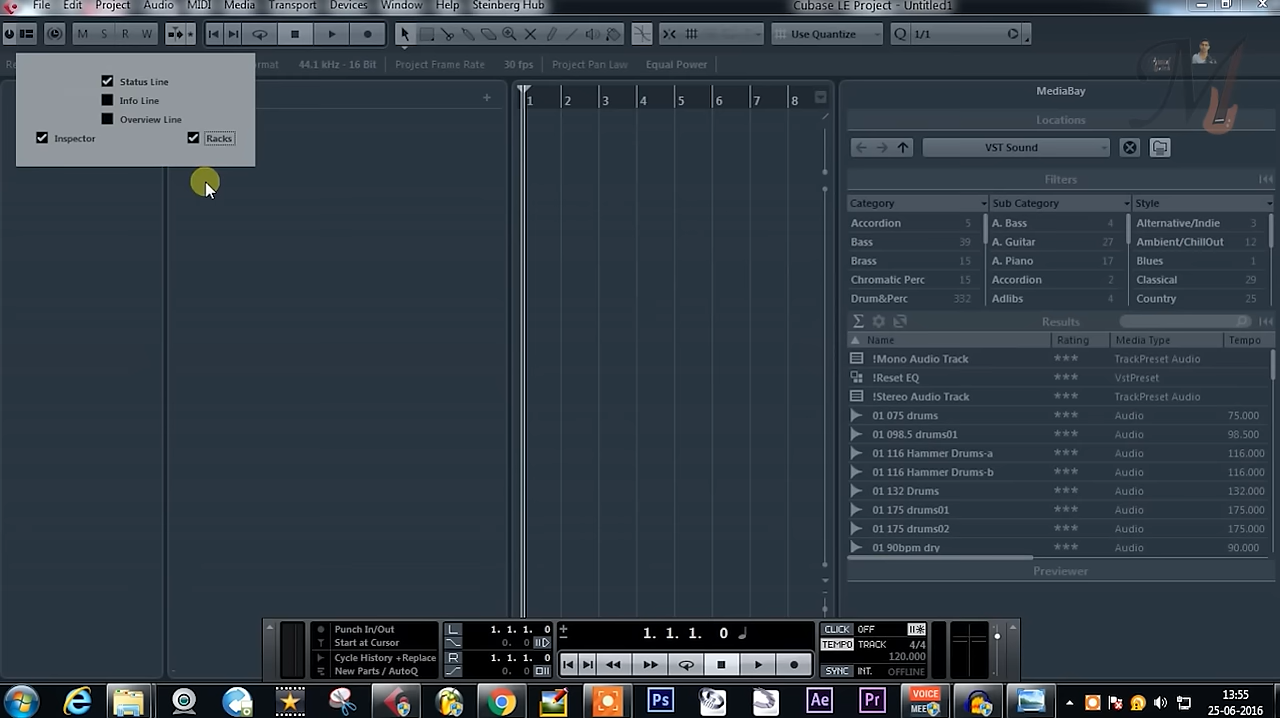 File Edit Project Audio MIDI Media Transport Devices Window Help Steinberg Hub
Cubase LE Project - Untitled1
M S R W
Use Quantize
Q 1/1
ormat 44.1 kHz - 16 Bit Project Frame Rate 30 fps Project Pan Law Equal Power
Status Line
Info Line
Overview Line
Inspector
Racks
1 2 3 4 5 6 7 8
MediaBay
Locations
VST Sound
Filters
Category Sub Category Style
Accordion 5 A. Bass 4 Alternative/Indie 3
Bass 39 A. Guitar 27 Ambient/ChillOut 12
Brass 15 A. Piano 17 Blues 1
Chromatic Perc 15 Accordion 2 Classical 29
Drum&Perc 332 Adlibs 4 Country 25
Results
Name Rating Media Type Tempo
!Mono Audio Track *** TrackPreset Audio
!Reset EQ *** VstPreset
!Stereo Audio Track *** TrackPreset Audio
01 075 drums *** Audio 75.000
01 098.5 drums01 *** Audio 98.500
01 116 Hammer Drums-a *** Audio 116.000
01 116 Hammer Drums-b *** Audio 116.000
01 132 Drums *** Audio 132.000
01 175 drums01 *** Audio 175.000
01 175 drums02 *** Audio 175.000
01 90bpm dry *** Audio 90.000
Previewer
Punch In/Out
Start at Cursor
Cycle History +Replace
New Parts / AutoQ
L 1. 1. 1. 0
0. 0
R 1. 1. 1. 0
0. 0
1. 1. 1. 0
CLICK OFF
TEMPO TRACK 4/4
120.000
SYNC INT. OFFLINE
Ps
Ae
Pr
VOICE
MEE
13:55
25-06-2016